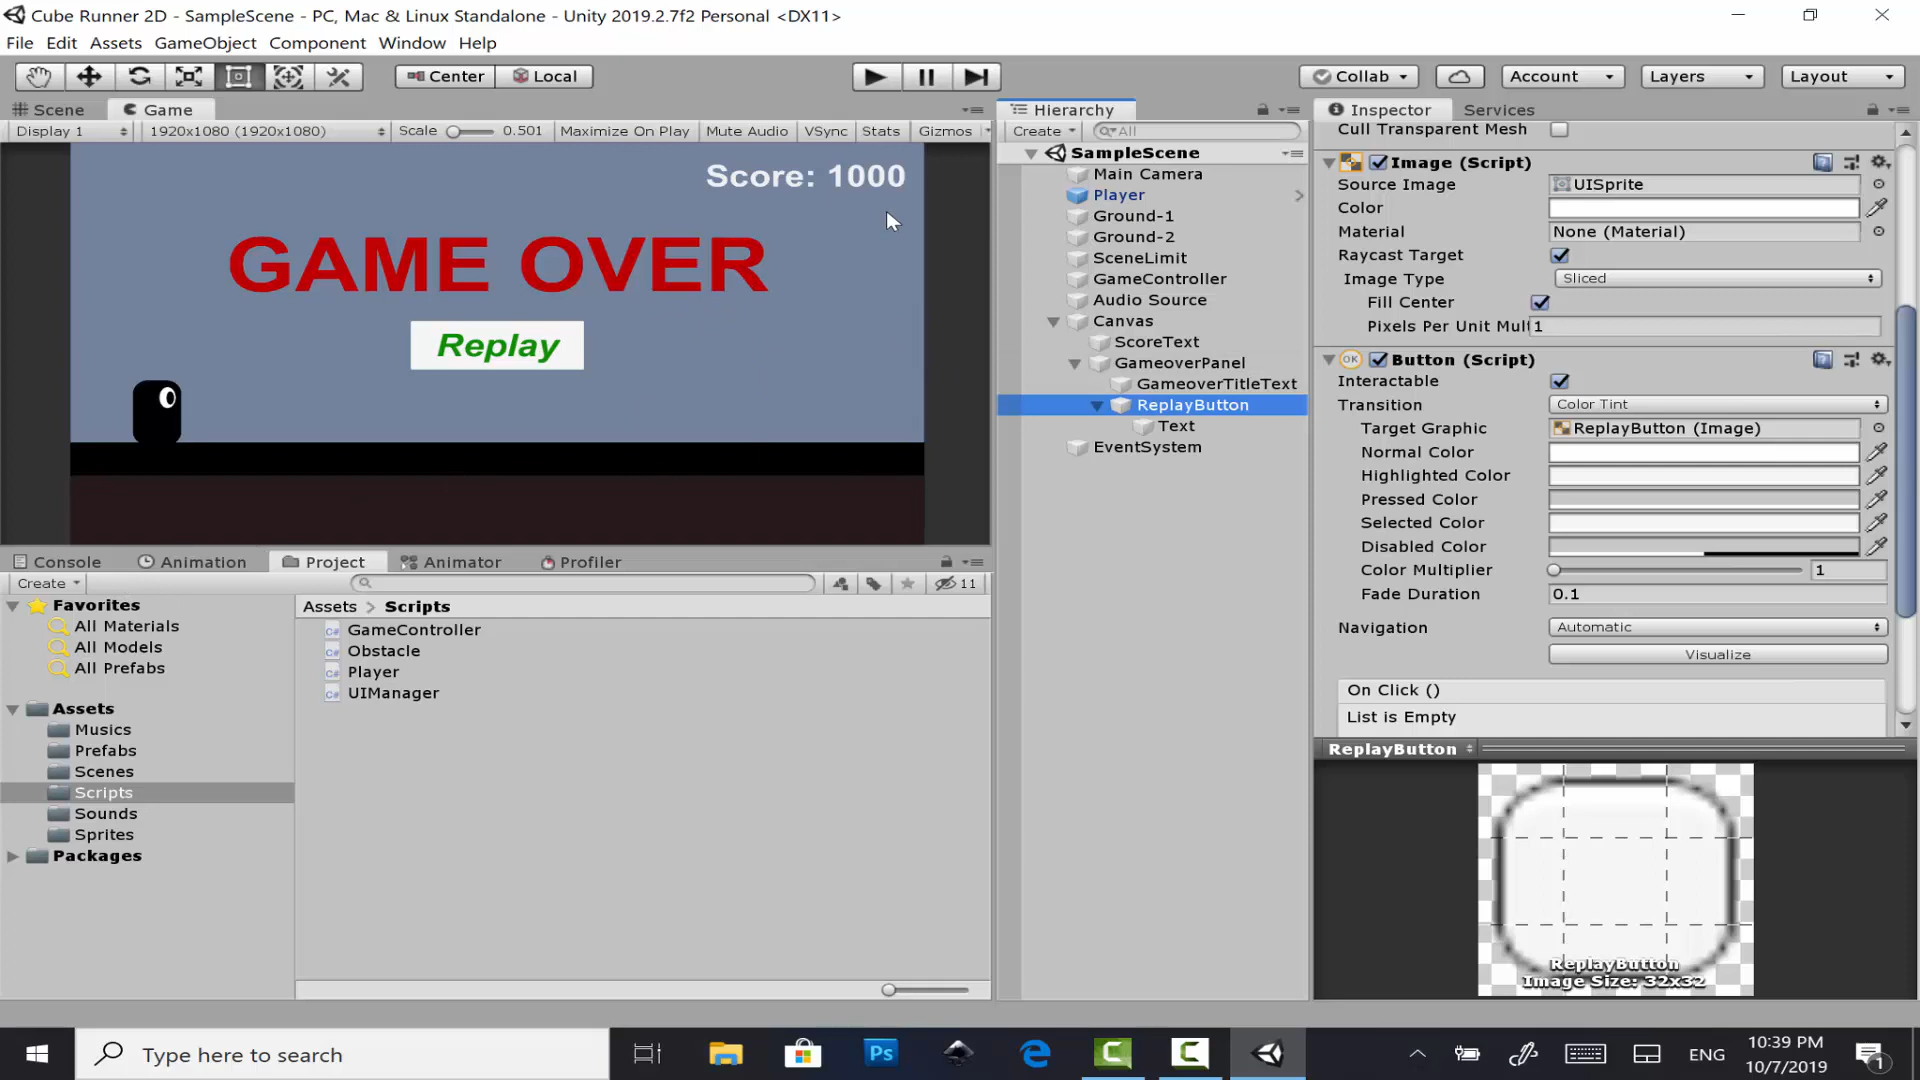 Cube Runner 2D - SampleScene - PC, Mac & Linux Standalone - Unity 2019.2.7f2 Personal <DX11>
File Edit Assets GameObject Component Window Help
Center Local Collab Account Layers Layout
Scene Game
Display 1 1920x1080 (1920x1080) Scale 0.501 Maximize On Play Mute Audio VSync Stats Gizmos
Score: 1000
GAME OVER
Replay
Hierarchy
Create All
SampleScene
Main Camera
Player
Ground-1
Ground-2
SceneLimit
GameController
Audio Source
Canvas
ScoreText
GameoverPanel
GameoverTitleText
ReplayButton
Text
EventSystem
Inspector Services
Cull Transparent Mesh
Image (Script)
Source Image UISprite
Color
Material None (Material)
Raycast Target
Image Type Sliced
Fill Center
Pixels Per Unit Mult 1
OK Button (Script)
Interactable
Transition Color Tint
Target Graphic ReplayButton (Image)
Normal Color
Highlighted Color
Pressed Color
Selected Color
Disabled Color
Color Multiplier 1
Fade Duration 0.1
Navigation Automatic
Visualize
On Click ()
List is Empty
ReplayButton
ReplayButton
Image Size: 32x32
Console Animation Project Animator Profiler
Create 11
Favorites
All Materials
All Models
All Prefabs
Assets
Musics
Prefabs
Scenes
Scripts
Sounds
Sprites
Packages
Assets > Scripts
C# GameController
C# Obstacle
C# Player
C# UIManager
Type here to search
Ps
ENG
10:39 PM
10/7/2019
1